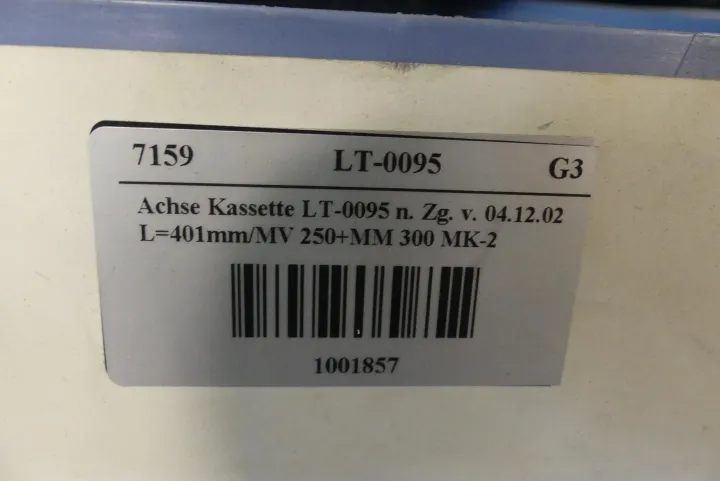 7159 LT-0095 G3
Achse Kassette LT-0095 n. Zg. v. 04.12.02
L=401mm/MV 250+MM 300 MK-2
1001857